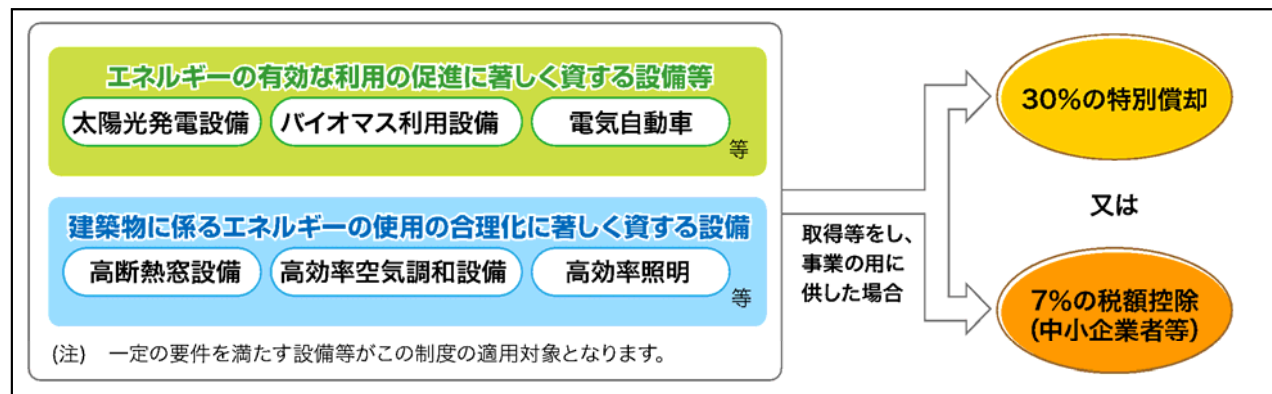 エネルギーの有効な利用の促進に著しく資する設備等
太陽光発電設備 バイオマス利用設備 電気自動車
等
建築物に係るエネルギーの使用の合理化に著しく資する設備
高断熱窓設備 高効率空気調和設備 高効率照明
等
(注) 一定の要件を満たす設備等がこの制度の適用対象となります。
取得等をし、
事業の用に
供した場合
30%の特別償却
又は
7%の税額控除
(中小企業者等)